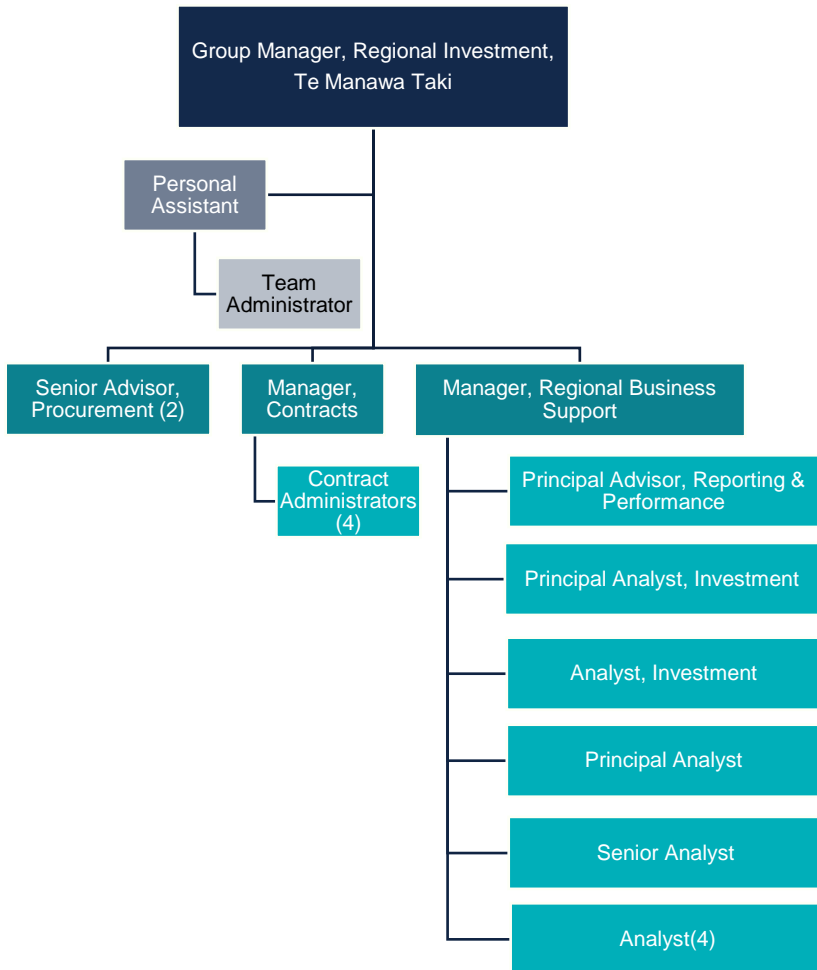 Group Manager, Regional Investment,
Te Manawa Taki
Personal
Assistant
Team
Administrator
Senior Advisor,
Procurement (2)
Manager,
Contracts
Manager, Regional Business
Support
Contract
Administrators
(4)
Principal Advisor, Reporting &
Performance
Principal Analyst, Investment
Analyst, Investment
Principal Analyst
Senior Analyst
Analyst(4)